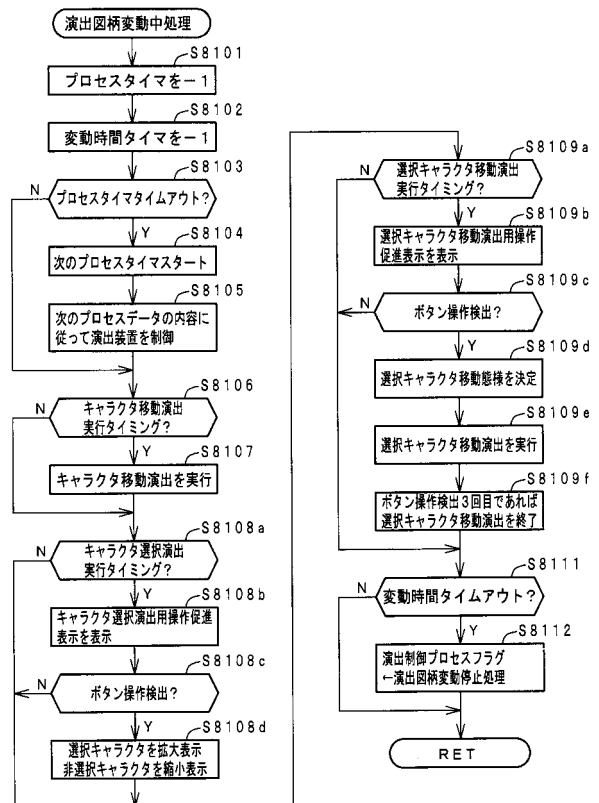 演出図柄変動中処理
S8101
プロセスタイマを－1
S8102
変動時間タイマを－1
S8103
プロセスタイマタイムアウト?
N
Y
S8104
次のプロセスタイマスタート
S8105
次のプロセスデータの内容に
従って演出装置を制御
S8106
キャラクタ移動演出
実行タイミング?
N
Y
S8107
キャラクタ移動演出を実行
S8108a
キャラクタ選択演出
実行タイミング?
N
Y
S8108b
キャラクタ選択演出用操作促進
表示を表示
S8108c
ボタン操作検出?
N
Y
S8108d
選択キャラクタを拡大表示
非選択キャラクタを縮小表示
S8109a
選択キャラクタ移動演出
実行タイミング?
N
Y
S8109b
選択キャラクタ移動演出用操作
促進表示を表示
S8109c
ボタン操作検出?
N
Y
S8109d
選択キャラクタ移動態様を決定
S8109e
選択キャラクタ移動演出を実行
S8109f
ボタン操作検出3回目であれば
選択キャラクタ移動演出を終了
S8111
変動時間タイムアウト?
N
Y
S8112
演出制御プロセスフラグ
←演出図柄変動停止処理
RET